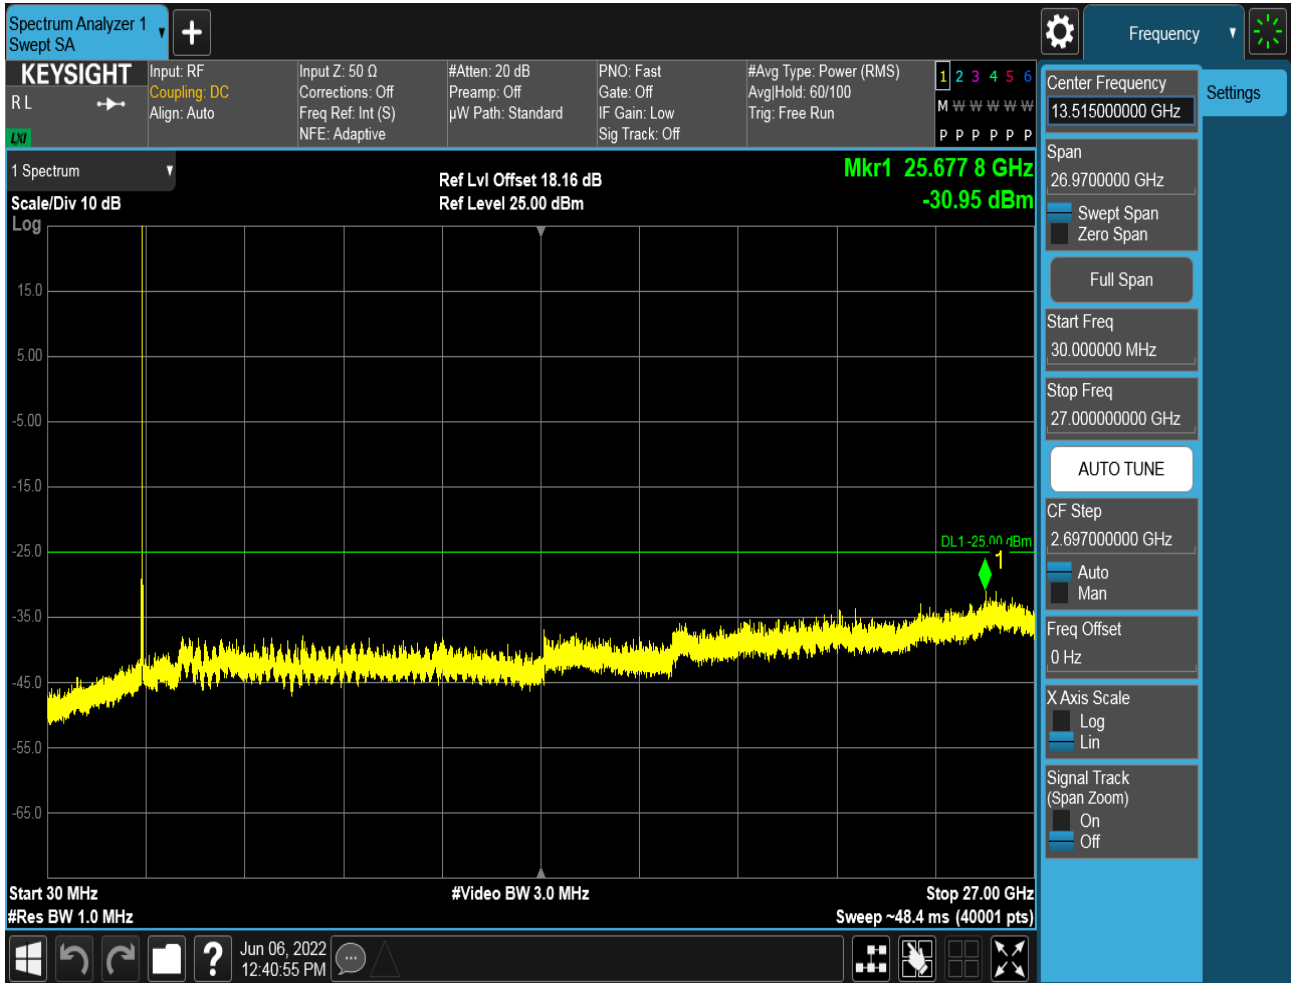 Spectrum Analyzer 1
Swept SA
Frequency
KEYSIGHT
R L
LXI
Input: RF
Coupling: DC
Align: Auto
Input Z: 50 Ω
Corrections: Off
Freq Ref: Int (S)
NFE: Adaptive
#Atten: 20 dB
Preamp: Off
µW Path: Standard
PNO: Fast
Gate: Off
IF Gain: Low
Sig Track: Off
#Avg Type: Power (RMS)
Avg|Hold: 60/100
Trig: Free Run
1 2 3 4 5 6
M W W W W W
P P P P P P
1 Spectrum
Scale/Div 10 dB
Log
Ref Lvl Offset 18.16 dB
Ref Level 25.00 dBm
Mkr1 25.677 8 GHz
-30.95 dBm
15.0
5.00
-5.00
-15.0
-25.0
-35.0
-45.0
-55.0
-65.0
DL1 -25.00 dBm
1
Start 30 MHz
#Res BW 1.0 MHz
#Video BW 3.0 MHz
Stop 27.00 GHz
Sweep ~48.4 ms (40001 pts)
Center Frequency
13.515000000 GHz
Span
26.9700000 GHz
Swept Span
Zero Span
Full Span
Start Freq
30.000000 MHz
Stop Freq
27.000000000 GHz
AUTO TUNE
CF Step
2.697000000 GHz
Auto
Man
Freq Offset
0 Hz
X Axis Scale
Log
Lin
Signal Track
(Span Zoom)
On
Off
Settings
?
Jun 06, 2022
12:40:55 PM